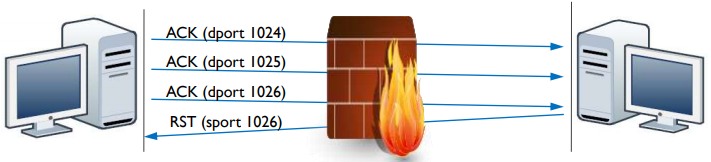 ACK (dport 1024)
ACK (dport 1025)
ACK (dport 1026)
RST (sport 1026)